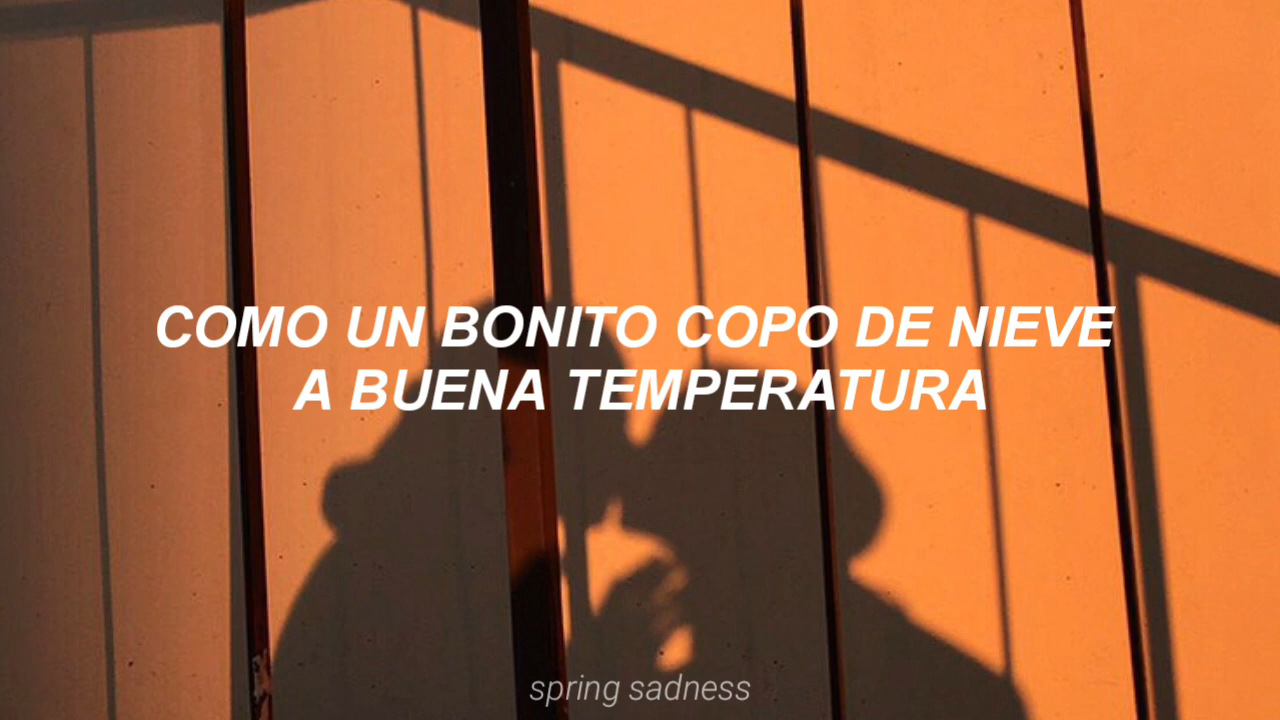 COMO UN BONITO COPO DE NIEVE
A BUENA TEMPERATURA
spring sadness